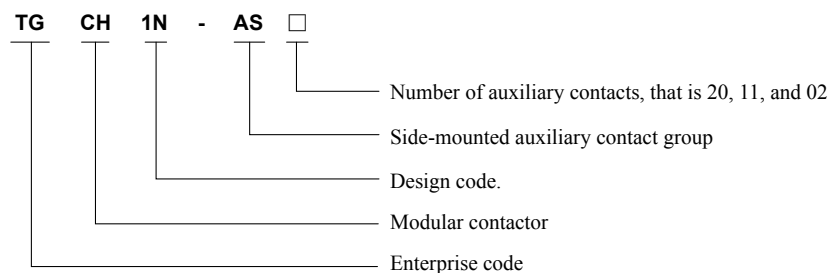 TG CH 1N - AS □
Number of auxiliary contacts, that is 20, 11, and 02
Side-mounted auxiliary contact group
Design code.
Modular contactor
Enterprise code